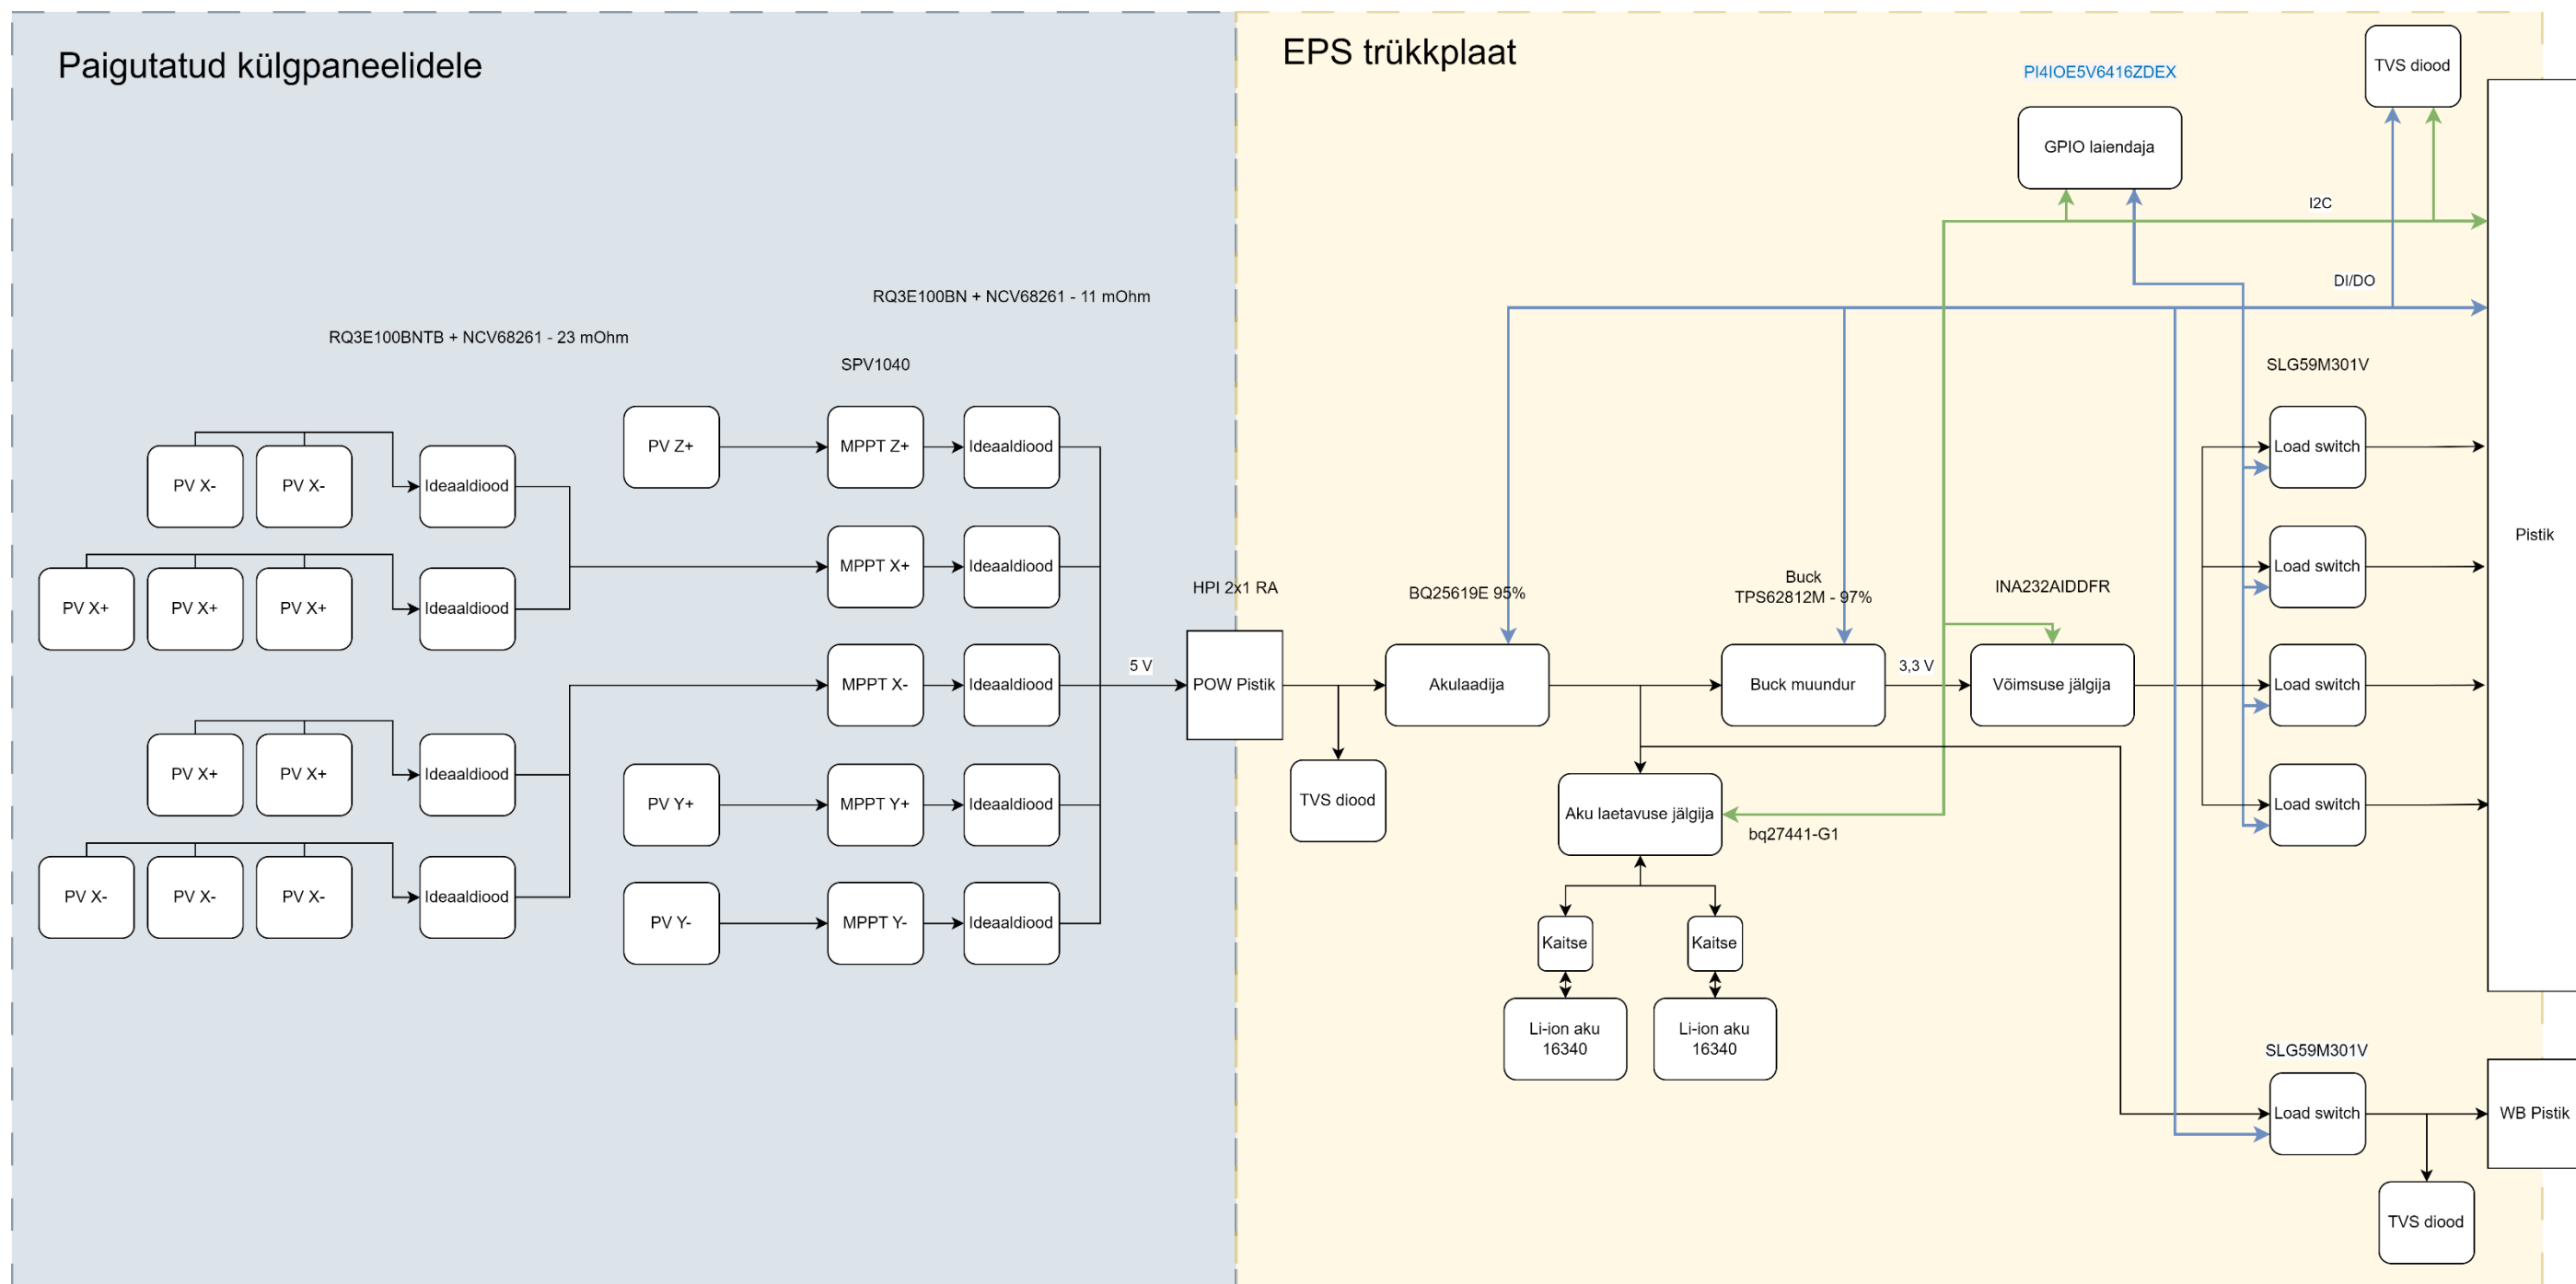 Paigutatud külgpaneelidele
EPS trükkplaat
TVS diood
PI4IOE5V6416ZDEX
GPIO laiendaja
I2C
DI/DO
RQ3E100BN + NCV68261 - 11 mOhm
RQ3E100BNTB + NCV68261 - 23 mOhm
SPV1040
SLG59M301V
PV Z+
MPPT Z+
Ideaaldiood
Load switch
PV X-
PV X-
Ideaaldiood
MPPT X+
Ideaaldiood
Load switch
Pistik
PV X+
PV X+
PV X+
Ideaaldiood
HPI 2x1 RA
BQ25619E 95%
Buck
TPS62812M - 97%
INA232AIDDFR
MPPT X-
Ideaaldiood
5 V
POW Pistik
Akulaadija
Buck muundur
3,3 V
Võimsuse jälgija
Load switch
PV X+
PV X+
Ideaaldiood
PV Y+
MPPT Y+
Ideaaldiood
TVS diood
Aku laetavuse jälgija
bq27441-G1
Load switch
PV X-
PV X-
PV X-
Ideaaldiood
PV Y-
MPPT Y-
Ideaaldiood
Kaitse
Kaitse
Li-ion aku
16340
Li-ion aku
16340
SLG59M301V
Load switch
WB Pistik
TVS diood